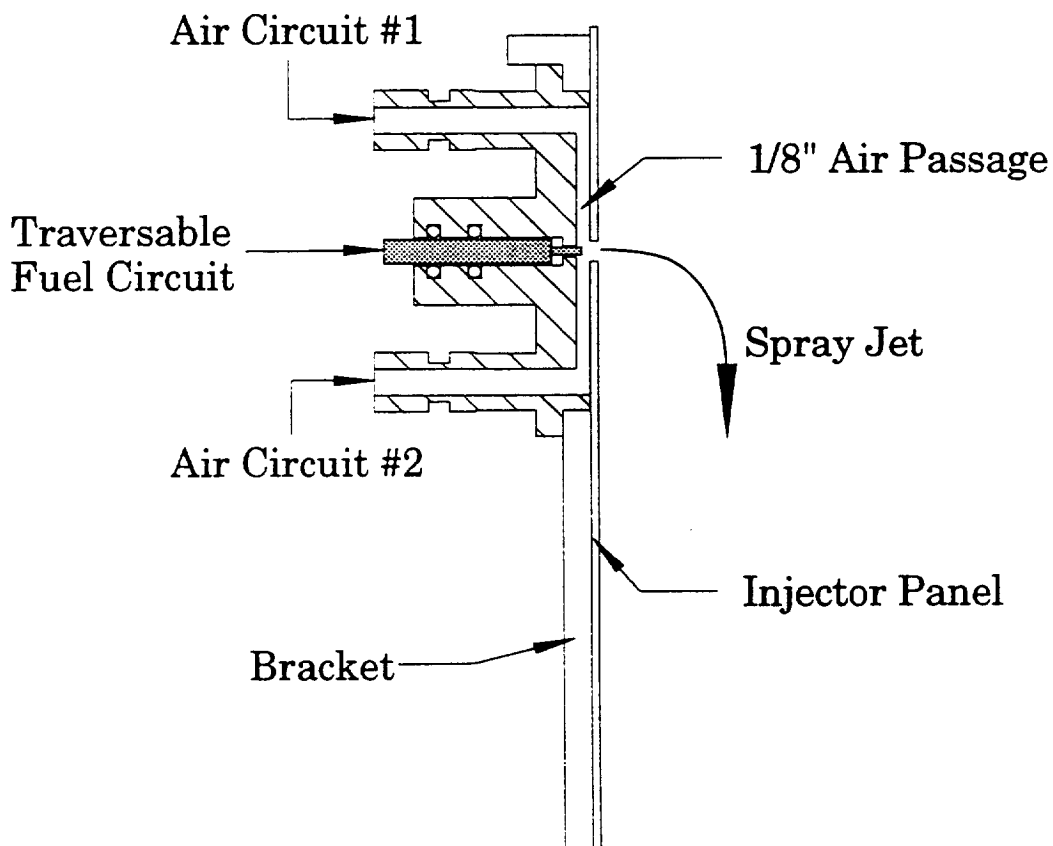 Air Circuit #1
1/8" Air Passage
Traversable
Fuel Circuit
Spray Jet
Air Circuit #2
Injector Panel
Bracket